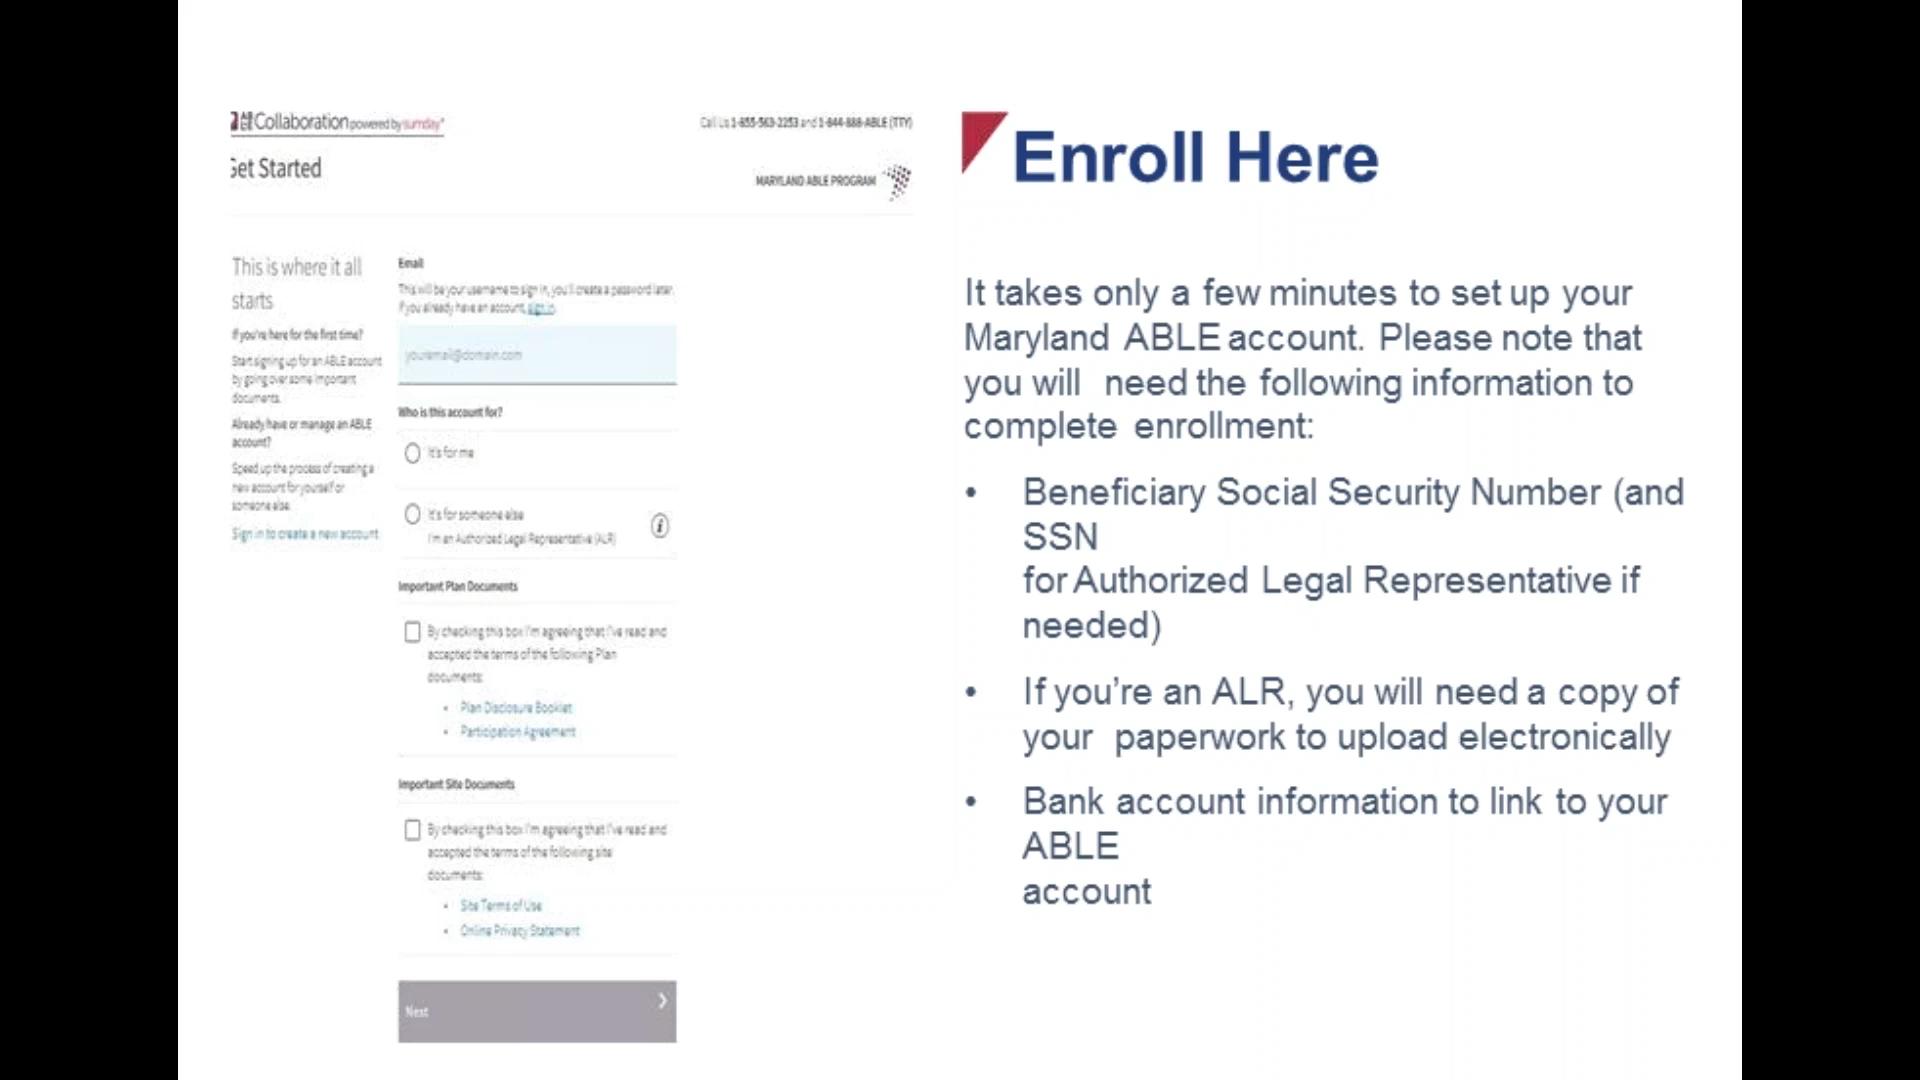 Collaboration powered by sumday
Call Us 1-855-563-2253 and 1-844-888-ABLE (TTY)
Get Started
MARYLAND ABLE PROGRAM
This is where it all
starts
If you're here for the first time?
Start signing up for an ABLE account
by going over some important
documents.
Already have or manage an ABLE
account?
Speed up the process of creating a
new account for yourself or
someone else.
Sign in to create a new account
Email
This will be your username to sign in, you'll create a password later.
If you already have an account, sign in.
youremail@domain.com
Who is this account for?
It's for me
It's for someone else
I'm an Authorized Legal Representative (ALR)
Important Plan Documents
By checking this box I'm agreeing that I've read and
accepted the terms of the following Plan
documents:
• Plan Disclosure Booklet
• Participation Agreement
Important Site Documents
By checking this box I'm agreeing that I've read and
accepted the terms of the following site
documents:
• Site Terms of Use
• Online Privacy Statement
Next
Enroll Here
It takes only a few minutes to set up your
Maryland ABLE account. Please note that
you will need the following information to
complete enrollment:
• Beneficiary Social Security Number (and
SSN
for Authorized Legal Representative if
needed)
• If you’re an ALR, you will need a copy of
your paperwork to upload electronically
• Bank account information to link to your
ABLE
account